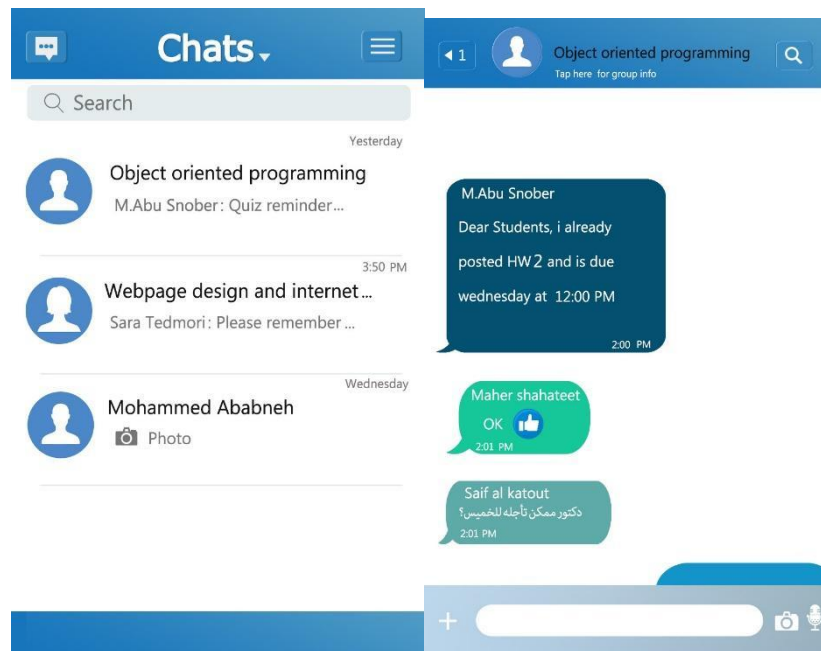 Chats
Search
Yesterday
Object oriented programming
M.Abu Snober: Quiz reminder...
3:50 PM
Webpage design and internet...
Sara Tedmori: Please remember ...
Wednesday
Mohammed Ababneh
Photo
1
Object oriented programming
Tap here for group info
M.Abu Snober
Dear Students, i already
posted HW2 and is due
wednesday at 12:00 PM
2:00 PM
Maher shahateet
OK
2:01 PM
Saif al katout
دكتور ممكن تأجله للخميس؟
2:01 PM